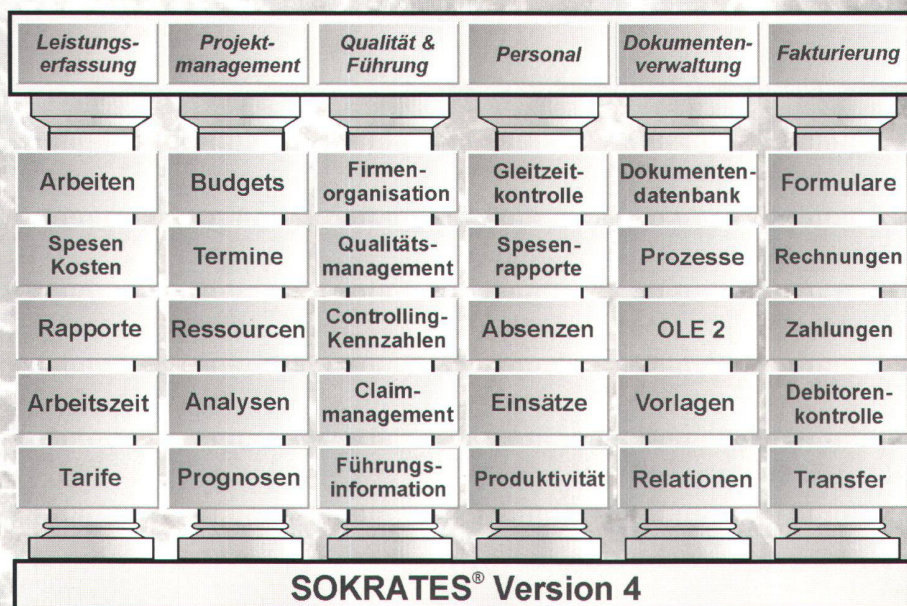 Leistungs-
erfassung
Projekt-
management
Qualität &
Führung
Personal
Dokumenten-
verwaltung
Fakturierung
Arbeiten
Budgets
Firmen-
organisation
Gleitzeit-
kontrolle
Dokumenten-
datenbank
Formulare
Spesen
Kosten
Termine
Qualitäts-
management
Spesen-
rapporte
Prozesse
Rechnungen
Rapporte
Ressourcen
Controlling-
Kennzahlen
Absenzen
OLE 2
Zahlungen
Arbeitszeit
Analysen
Claim-
management
Einsätze
Vorlagen
Debitoren-
kontrolle
Tarife
Prognosen
Führungs-
information
Produktivität
Relationen
Transfer
SOKRATES® Version 4